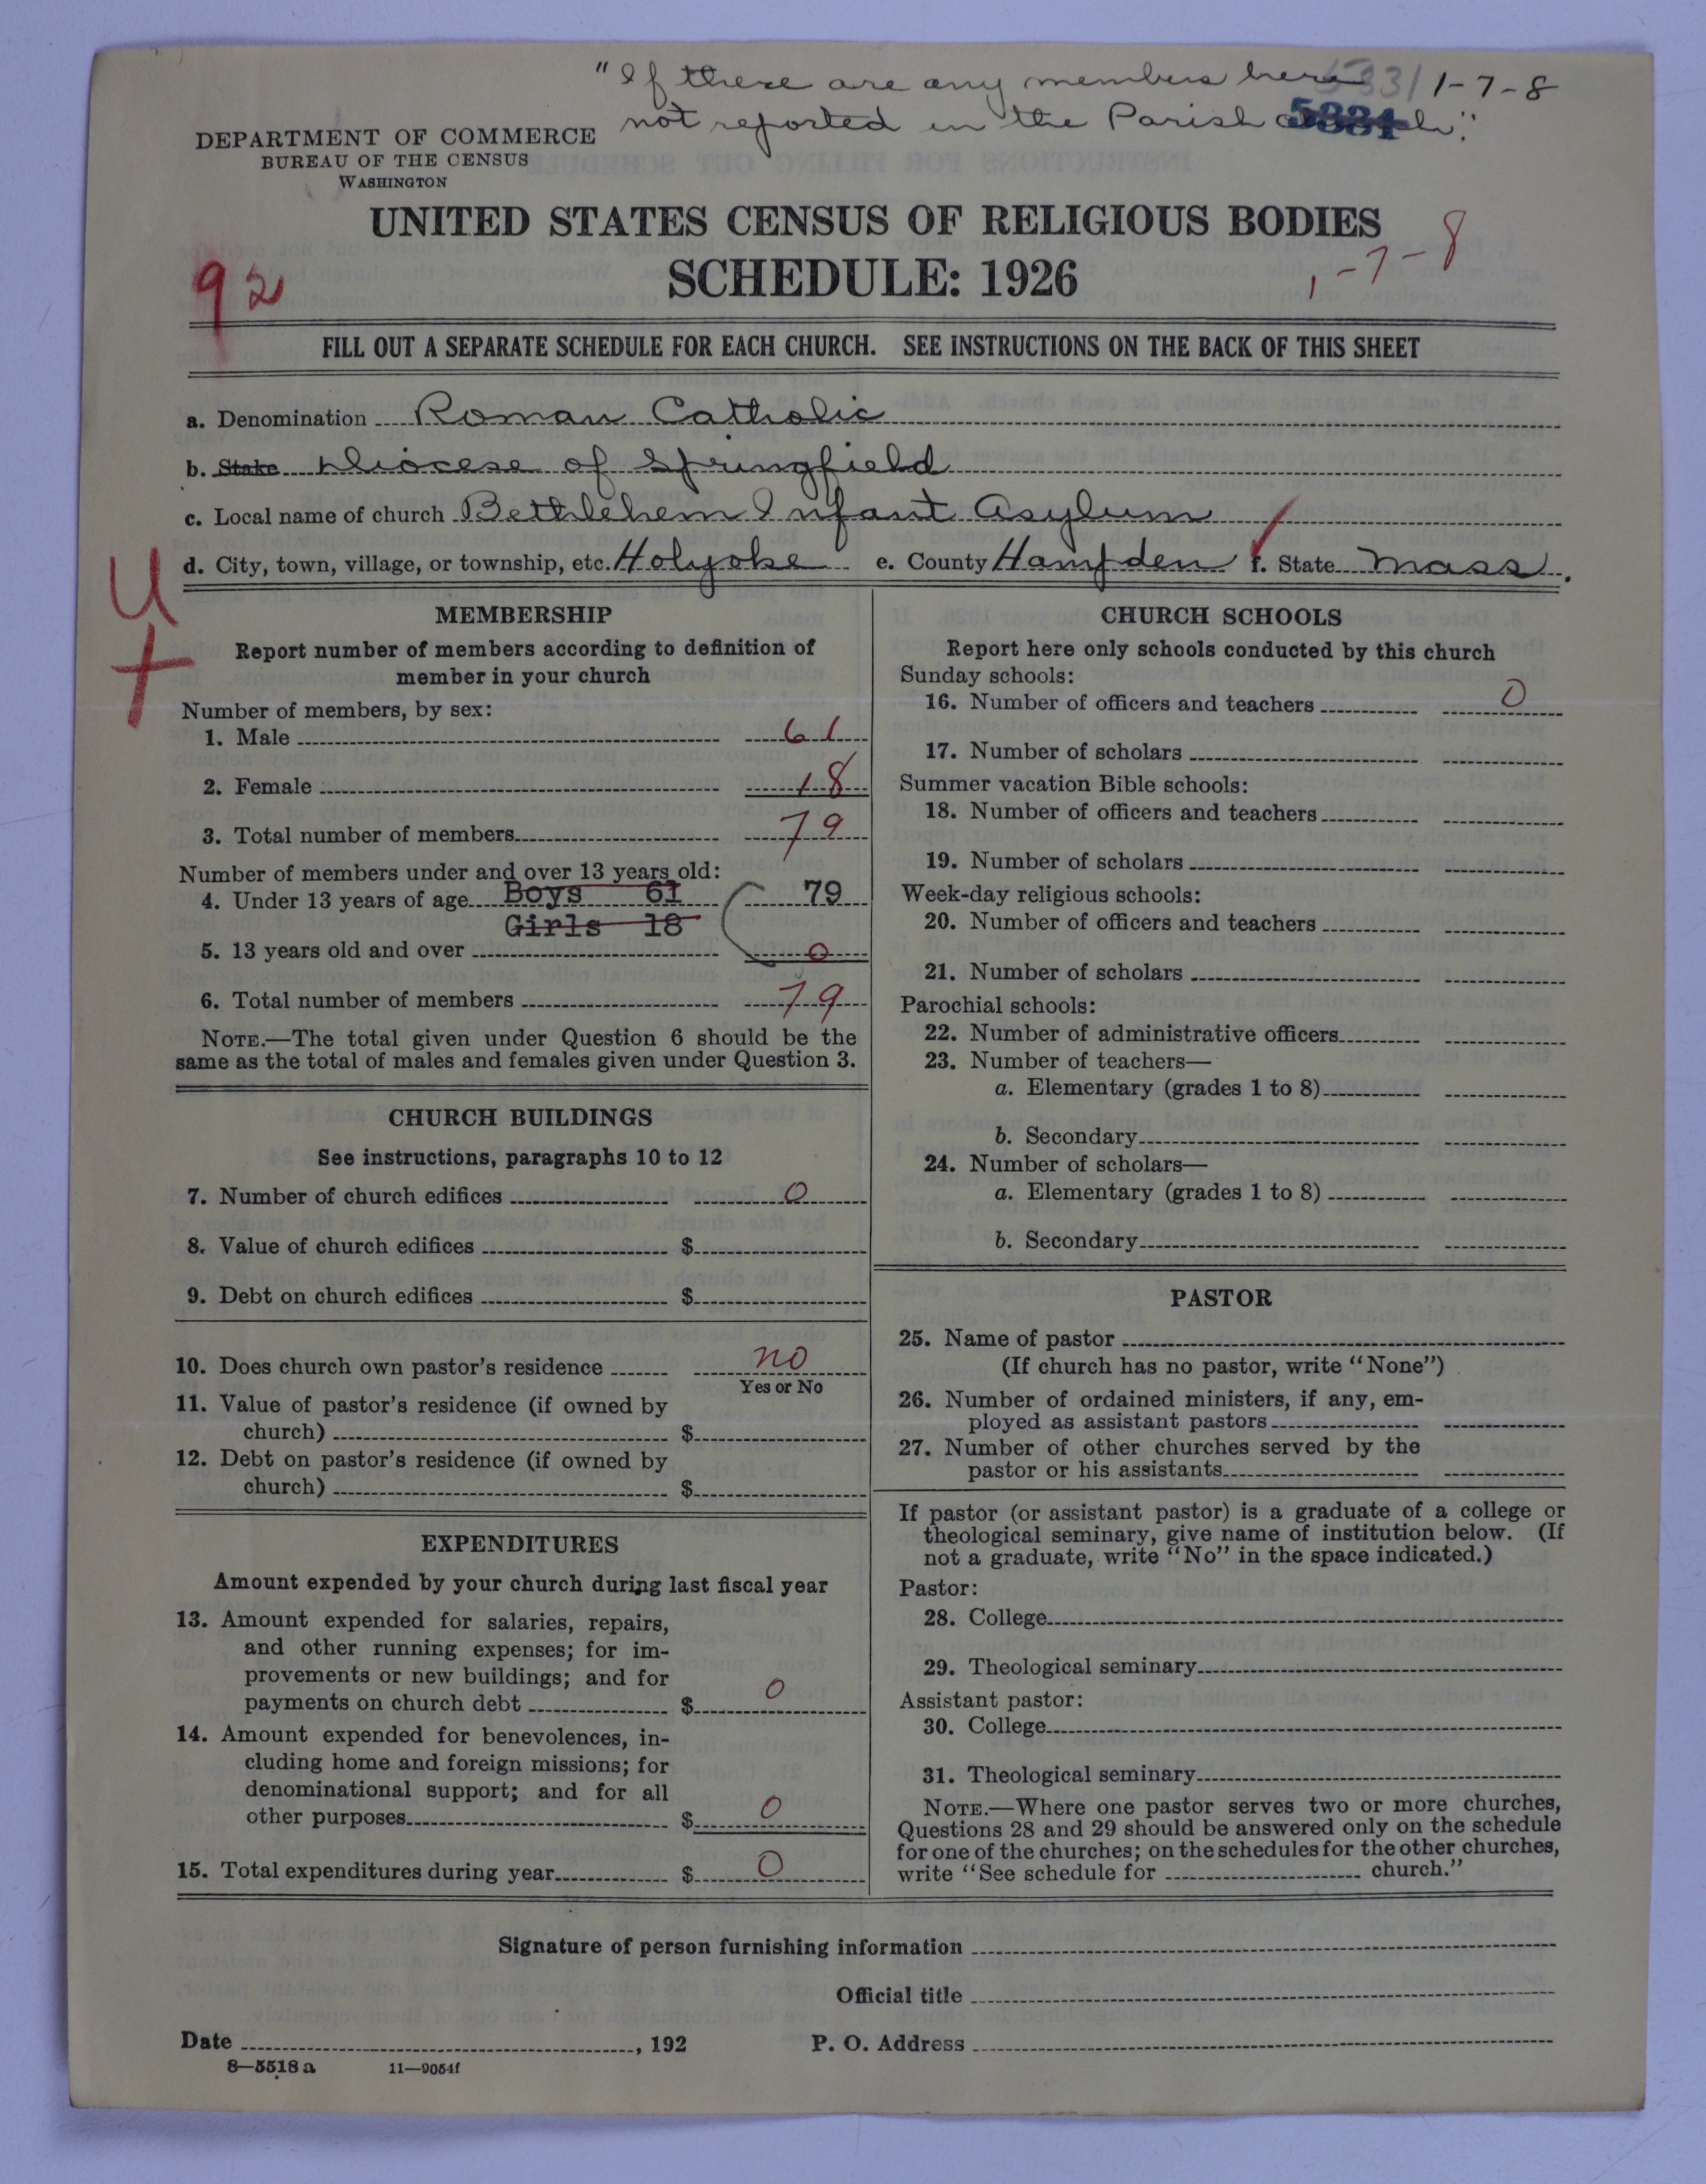 "If there are any members here 1-7-8
not reported in the Parish church."
DEPARTMENT OF COMMERCE
BUREAU OF THE CENSUS
WASHINGTON
UNITED STATES CENSUS OF RELIGIOUS BODIES
SCHEDULE: 1926
92
1-7-8
FILL OUT A SEPARATE SCHEDULE FOR EACH CHURCH. SEE INSTRUCTIONS ON THE BACK OF THIS SHEET
a. Denomination Roman Catholic
b. State Diocese of Springfield
c. Local name of church Bethlehem Infant Asylum
d. City, town, village, or township, etc. Holyoke e. County Hampden f. State Mass.
U
MEMBERSHIP
Report number of members according to definition of
member in your church
Number of members, by sex:
1. Male 61
2. Female 18
3. Total number of members 79
Number of members under and over 13 years old:
4. Under 13 years of age Boys 61 79
Girls 18
5. 13 years old and over 0
6. Total number of members 79
NOTE.—The total given under Question 6 should be the
same as the total of males and females given under Question 3.
CHURCH BUILDINGS
See instructions, paragraphs 10 to 12
7. Number of church edifices 0
8. Value of church edifices $
9. Debt on church edifices $
10. Does church own pastor's residence no
Yes or No
11. Value of pastor's residence (if owned by
church) $
12. Debt on pastor's residence (if owned by
church) $
EXPENDITURES
Amount expended by your church during last fiscal year
13. Amount expended for salaries, repairs,
and other running expenses; for im-
provements or new buildings; and for
payments on church debt $ 0
14. Amount expended for benevolences, in-
cluding home and foreign missions; for
denominational support; and for all
other purposes $ 0
15. Total expenditures during year $ 0
CHURCH SCHOOLS
Report here only schools conducted by this church
Sunday schools:
16. Number of officers and teachers 0
17. Number of scholars
Summer vacation Bible schools:
18. Number of officers and teachers
19. Number of scholars
Week-day religious schools:
20. Number of officers and teachers
21. Number of scholars
Parochial schools:
22. Number of administrative officers
23. Number of teachers—
a. Elementary (grades 1 to 8)
b. Secondary
24. Number of scholars—
a. Elementary (grades 1 to 8)
b. Secondary
PASTOR
25. Name of pastor
(If church has no pastor, write "None")
26. Number of ordained ministers, if any, em-
ployed as assistant pastors
27. Number of other churches served by the
pastor or his assistants
If pastor (or assistant pastor) is a graduate of a college or
theological seminary, give name of institution below. (If
not a graduate, write "No" in the space indicated.)
Pastor:
28. College
29. Theological seminary
Assistant pastor:
30. College
31. Theological seminary
NOTE.—Where one pastor serves two or more churches,
Questions 28 and 29 should be answered only on the schedule
for one of the churches; on the schedules for the other churches,
write "See schedule for church."
Signature of person furnishing information
Official title
Date , 192 P. O. Address
8—5518 a 11—9054f